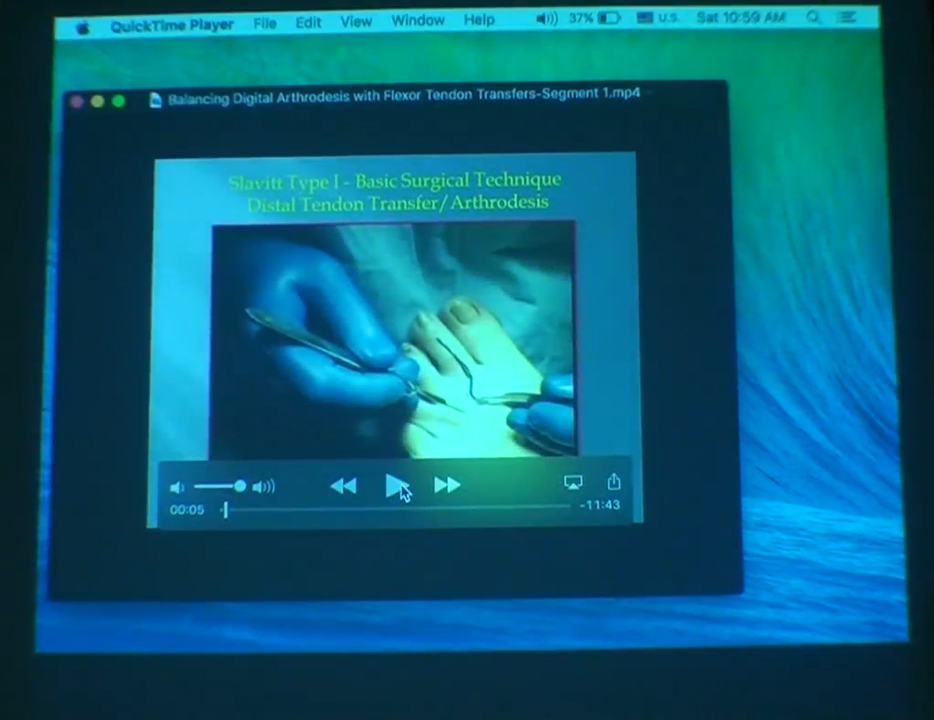 QuickTime Player File Edit View Window Help 37% U.S. Sat 10:59 AM
Balancing Digital Arthrodesis with Flexor Tendon Transfers-Segment 1.mp4
Slavitt Type I - Basic Surgical Technique
Distal Tendon Transfer/Arthrodesis
00:05 -11:43